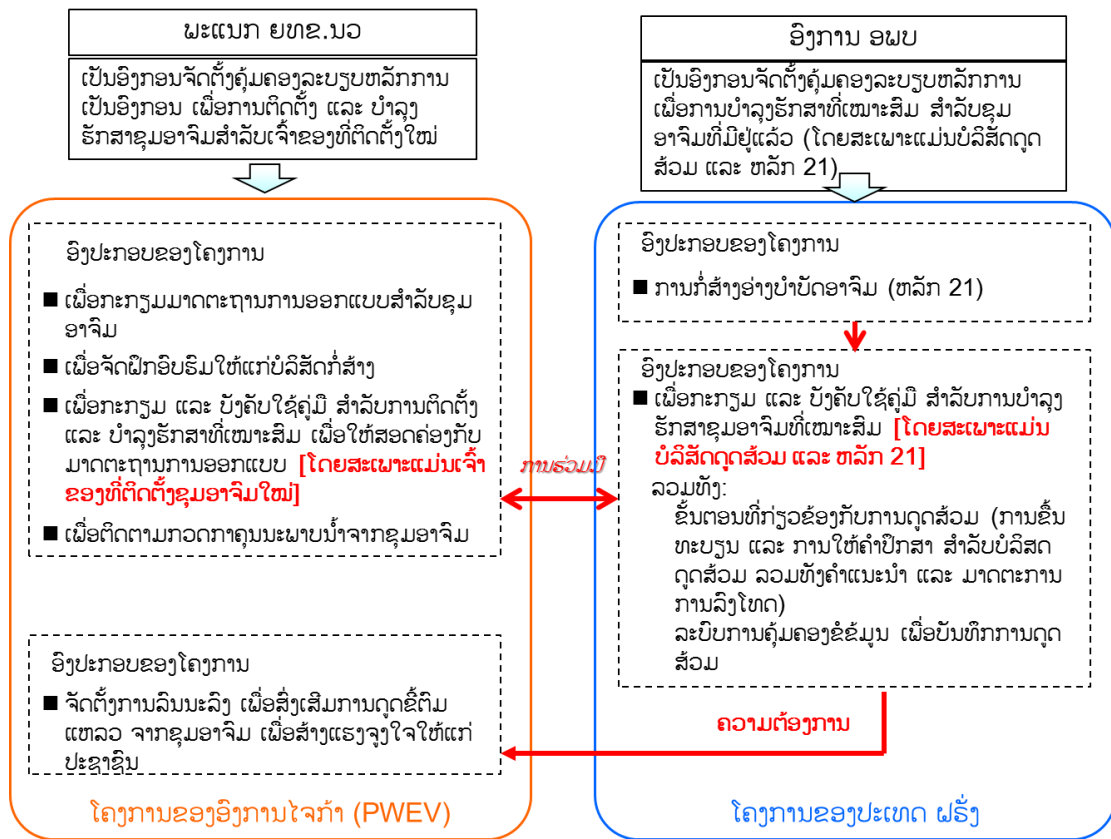 ພະແນກ ຍທຂ.ນວ
ເປັນອົງກອນຈັດຕັ້ງຄຸ້ມຄອງລະບຽບຫລັກການ
ເປັນອົງກອນ ເພື່ອການຕິດຕັ້ງ ແລະ ບຳລຸງ
ຮັກສາຂຸມອາຈົມສຳລັບເຈົ້າຂອງທີ່ຕິດຕັ້ງໃໝ່
ອົງປະກອບຂອງໂຄງການ
■ ເພື່ອກະກຽມມາດຕະຖານການອອກແບບສຳລັບຂຸມ
ອາຈົມ
■ ເພື່ອຈັດຝຶກອົບຮົມໃຫ້ແກ່ບໍລິສັດກໍ່ສ້າງ
■ ເພື່ອກະກຽມ ແລະ ບັງຄັບໃຊ້ຄູ່ມື ສຳລັບການຕິດຕັ້ງ
ແລະ ບຳລຸງຮັກສາທີ່ເໝາະສົມ ເພື່ອໃຫ້ສອດຄ່ອງກັບ
ມາດຕະຖານການອອກແບບ [ໂດຍສະເພາະແມ່ນເຈົ້າ
ຂອງທີ່ຕິດຕັ້ງຂຸມອາຈົມໃໝ່]
■ ເພື່ອຕິດຕາມກວດກາຄຸນນະພາບນ້ຳຈາກຂຸມອາຈົມ
ອົງປະກອບຂອງໂຄງການ
■ ຈັດຕັ້ງການລົນນະລົງ ເພື່ອສົ່ງເສີມການດູດຂີ້ຕົມ
ແຫລວ ຈາກຂຸມອາຈົມ ເພື່ອສ້າງແຮງຈູງໃຈໃຫ້ແກ່
ປະຊາຊົນ
ໂຄງການຂອງອົງການໄຈກ້າ (PWEV)
ການຮ່ວມມື
ອົງການ ອພບ
ເປັນອົງກອນຈັດຕັ້ງຄຸ້ມຄອງລະບຽບຫລັກການ
ເພື່ອການບຳລຸງຮັກສາທີ່ເໝາະສົມ ສຳລັບຂຸມ
ອາຈົມທີ່ມີຢູ່ແລ້ວ (ໂດຍສະເພາະແມ່ນບໍລິສັດດູດ
ສ້ວມ ແລະ ຫລັກ 21)
ອົງປະກອບຂອງໂຄງການ
■ ການກໍ່ສ້າງອ່າງບຳບັດອາຈົມ (ຫລັກ 21)
ອົງປະກອບຂອງໂຄງການ
■ ເພື່ອກະກຽມ ແລະ ບັງຄັບໃຊ້ຄູ່ມື ສຳລັບການບຳລຸງ
ຮັກສາຂຸມອາຈົມທີ່ເໝາະສົມ [ໂດຍສະເພາະແມ່ນ
ບໍລິສັດດູດສ້ວມ ແລະ ຫລັກ 21]
ລວມທັງ:
ຂັ້ນຕອນທີ່ກ່ຽວຂ້ອງກັບການດູດສ້ວມ (ການຂື້ນ
ທະບຽນ ແລະ ການໃຫ້ຄຳປຶກສາ ສຳລັບບໍລິສດ
ດູດສ້ວມ ລວມທັງຄຳແນະນຳ ແລະ ມາດຕະການ
ການລົງໂທດ)
ລະບົບການຄຸ້ມຄອງຂໍຂໍ້ມູນ ເພື່ອບັນທຶກການດູດ
ສ້ວມ
ຄວາມຕ້ອງການ
ໂຄງການຂອງປະເທດ ຝຣັ່ງ